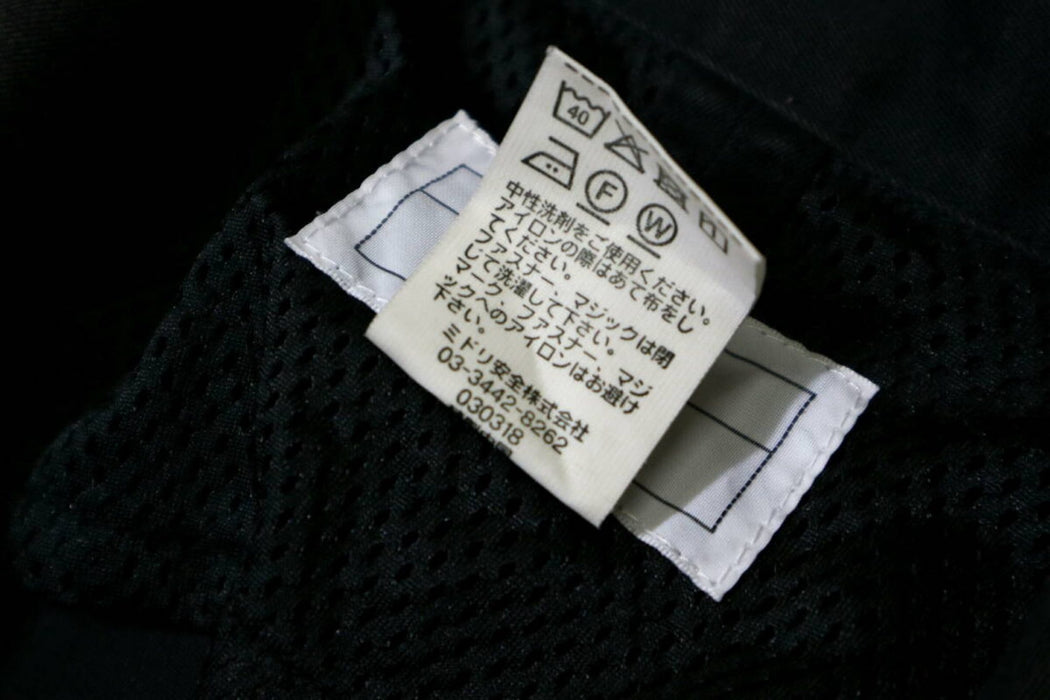 40
F W
中性洗剤をご使用ください。
アイロンの際はあて布をし
てください。
ファスナー、マジックは閉
して洗濯して下さい。
マーク、ファスナー、マジ
ックへのアイロンはお避け
下さい。
ミドリ安全株式会社
03-3442-8262
030318